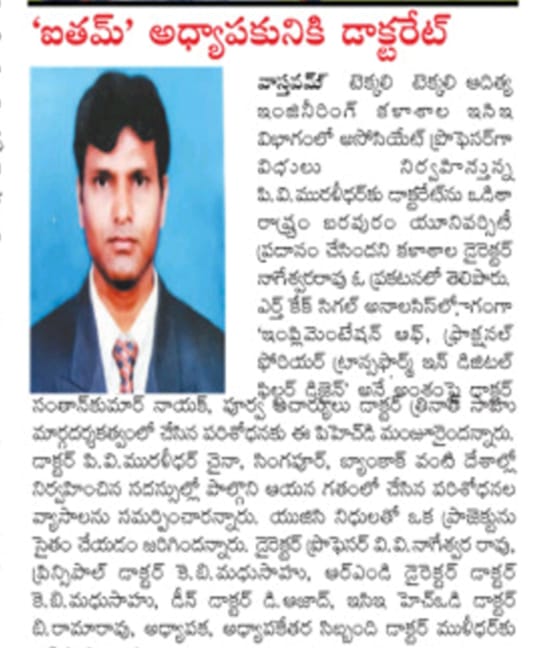 ‘ఐతమ్’ అధ్యాపకునికి డాక్టరేట్
వాస్తవమ్ టెక్కలి టెక్కలి ఆదిత్య
ఇంజినీరింగ్ కళాశాల ఇసిఇ
విభాగంలో అసోసియేట్ ప్రొఫెసర్‌గా
విధులు నిర్వహిస్తున్న
పి.వి.మురళీధర్‌కు డాక్టరేట్‌ను ఒడిశా
రాష్ట్రం బరవురం యూనివర్సిటీ
ప్రదానం చేసిందని కళాశాల డైరెక్టర్
నాగేశ్వరరావు ఓ ప్రకటనలో తెలిపారు.
ఎర్త్ కేక్ సిగల్ అనాలసిస్‌లో భాగంగా
‘ఇంప్లిమెంటేషన్ ఆఫ్, ఫ్రాక్షనల్
ఫోరియర్ ట్రాన్సఫార్మ్ ఇన్ డిజిటల్
ఫిల్టర్ డిజైన్’ అనే అంశంపై డాక్టర్
సంతాన్‌కుమార్ నాయక్, పూర్వ ఆచార్యులు డాక్టర్ త్రినాత్ సాహు
మార్గదర్శకత్వంలో చేసిన పరిశోధనకు ఈ పిహెచ్‌డి మంజూరైందన్నారు.
డాక్టర్ పి.వి.మురళీధర్ చైనా, సింగపూర్, బ్యాంకాక్ వంటి దేశాల్లో
నిర్వహించిన సదస్సుల్లో పాల్గొని ఆయన గతంలో చేసిన పరిశోధనల
వ్యాసాలను సమర్పించారన్నారు. యుజిసి నిధులతో ఒక ప్రాజెక్టును
సైతం చేయడం జరిగిందన్నారు. డైరెక్టర్ ప్రొఫెసర్ వి.వి.నాగేశ్వర రావు,
ప్రిన్సిపాల్ డాక్టర్ కె.బి.మధుసాహు, ఆర్ఎండి డైరెక్టర్ డాక్టర్
కె.బి.మధుసాహు, డీన్ డాక్టర్ డి.ఆజాద్, ఇసిఇ హెచ్ఒడి డాక్టర్
బి.రామారావు, అధ్యాపక, అధ్యాపకేతర సిబ్బంది డాక్టర్ ముళీధర్‌కు